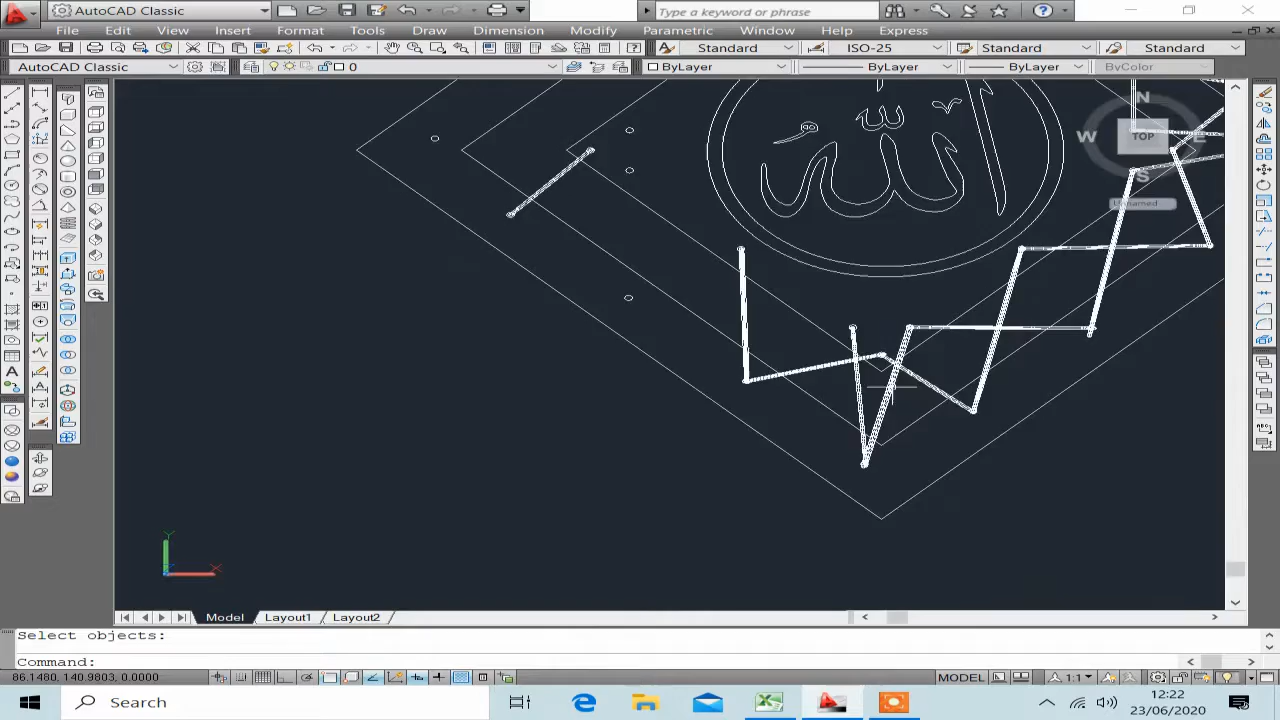 AutoCAD Classic
Type a keyword or phrase
File Edit View Insert Format Tools Draw Dimension Modify Parametric Window Help Express
Standard ISO-25 Standard Standard
AutoCAD Classic 0 ByLayer ByLayer ByLayer ByColor
الله
N
W TOP E
S
Unnamed
Y
X
Model Layout1 Layout2
Select objects:
Command:
86.1480, 140.9803, 0.0000 MODEL 1:1
Search
12:22
23/06/2020